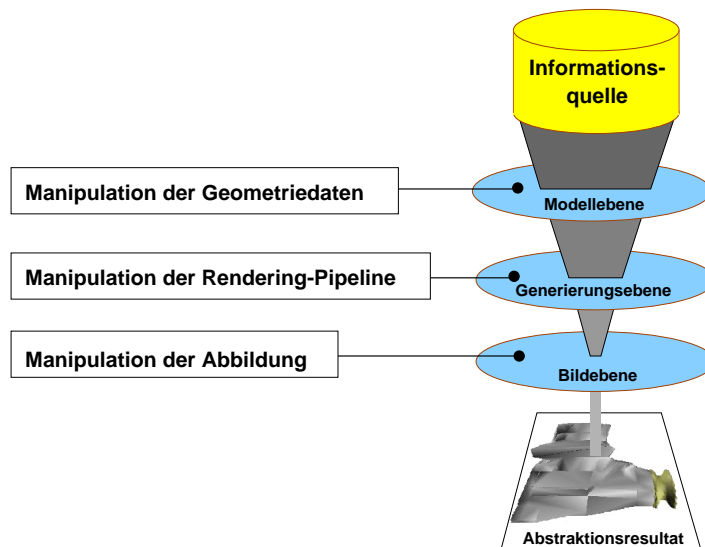 Informations-
quelle
Manipulation der Geometriedaten
Modellebene
Manipulation der Rendering-Pipeline
Generierungsebene
Manipulation der Abbildung
Bildebene
Abstraktionsresultat